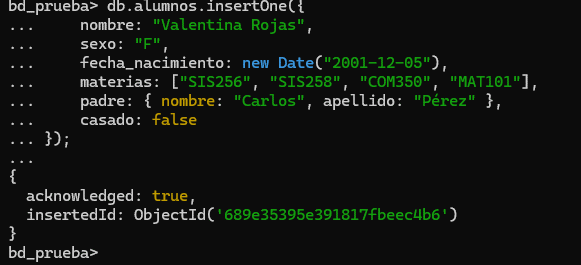 bd_prueba> db.alumnos.insertOne({
...     nombre: "Valentina Rojas",
...     sexo: "F",
...     fecha_nacimiento: new Date("2001-12-05"),
...     materias: ["SIS256", "SIS258", "COM350", "MAT101"],
...     padre: { nombre: "Carlos", apellido: "Pérez" },
...     casado: false
... });
...
{
  acknowledged: true,
  insertedId: ObjectId('689e35395e391817fbeec4b6')
}
bd_prueba>